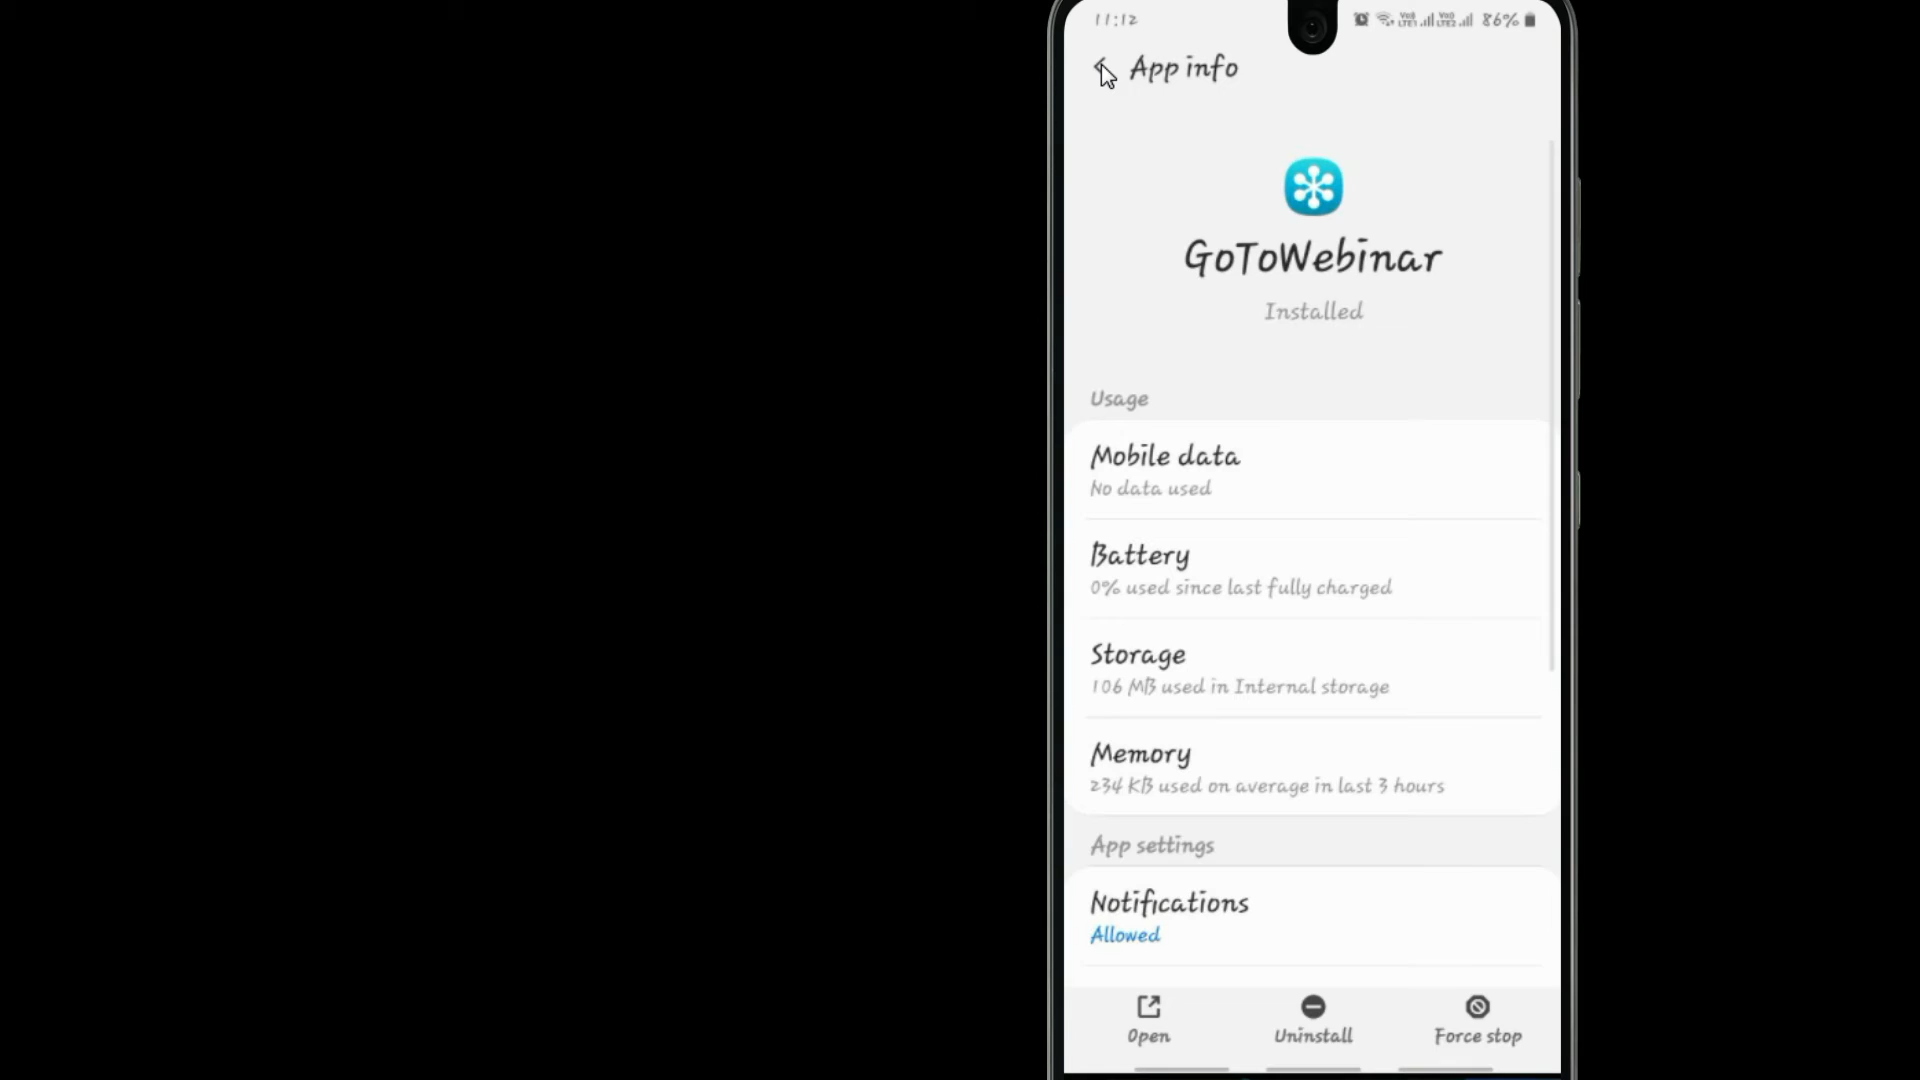 11:12
86%
App info
GoToWebinar
Installed
Usage
Mobile data
No data used
Battery
0% used since last fully charged
Storage
106 MB used in Internal storage
Memory
234 KB used on average in last 3 hours
App settings
Notifications
Allowed
Open
Uninstall
Force stop